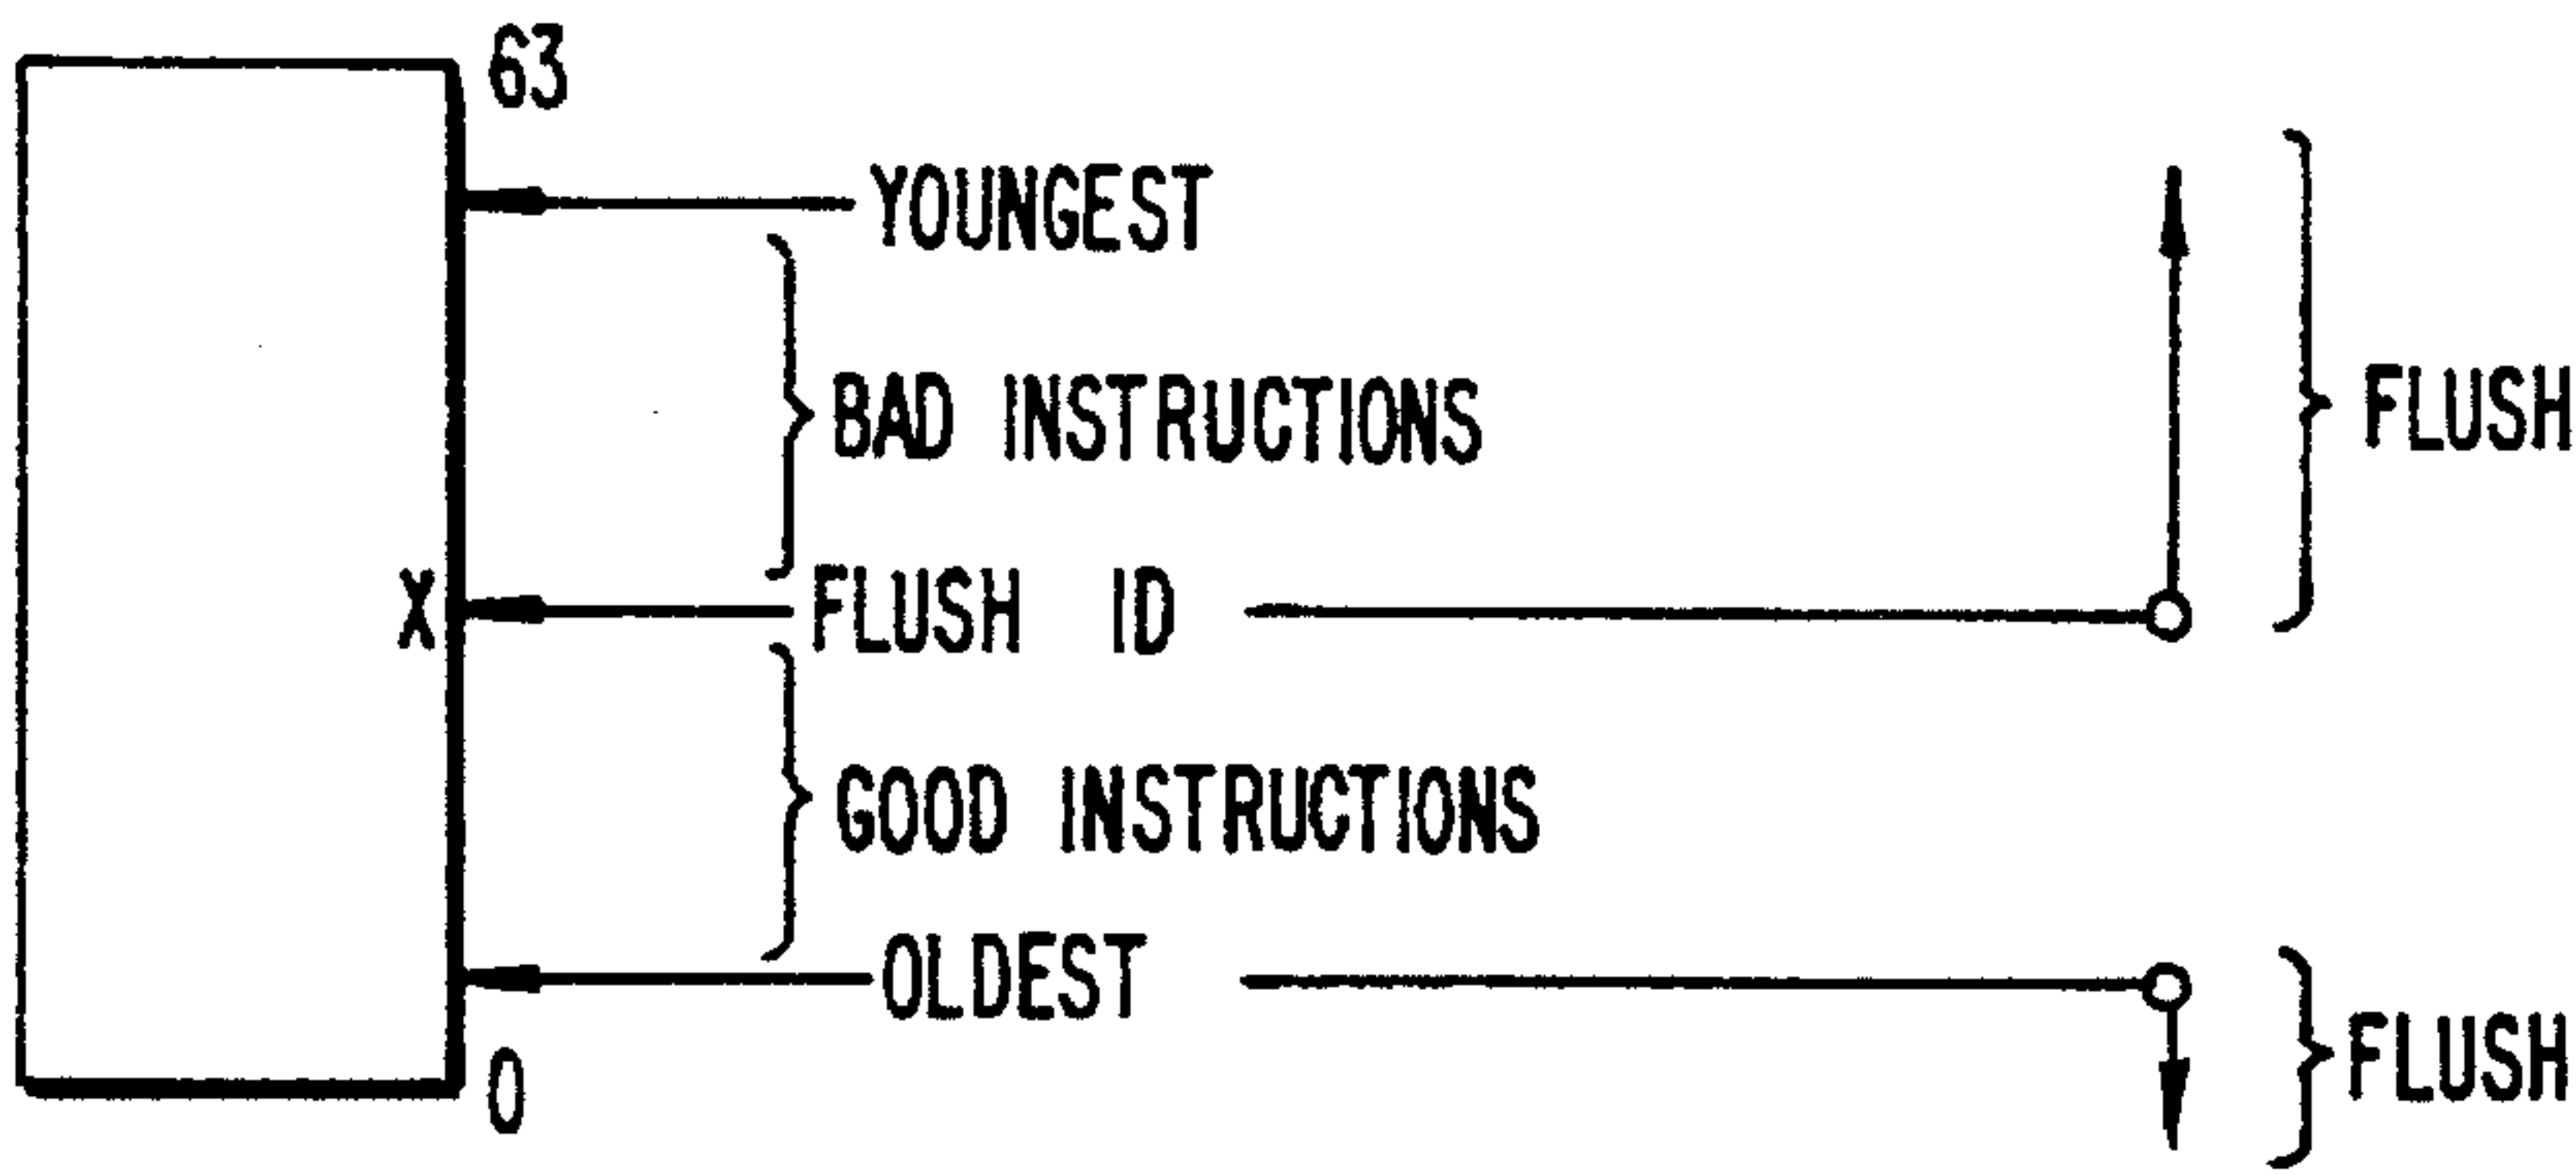 63
YOUNGEST
BAD INSTRUCTIONS
FLUSH
X
FLUSH ID
GOOD INSTRUCTIONS
OLDEST
FLUSH
0